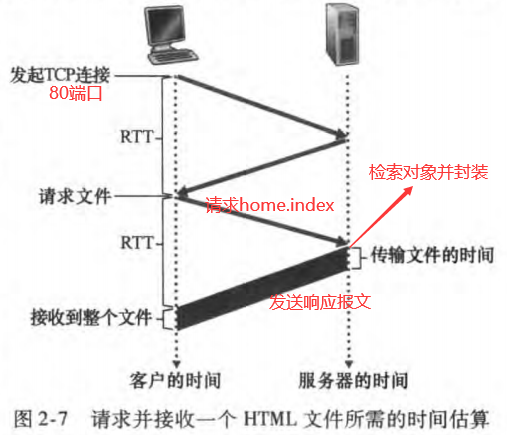 发起TCP连接
80端口
RTT
检索对象并封装
请求文件
请求home.index
RTT
传输文件的时间
发送响应报文
接收到整个文件
客户的时间
服务器的时间
图 2-7 请求并接收一个 HTML 文件所需的时间估算